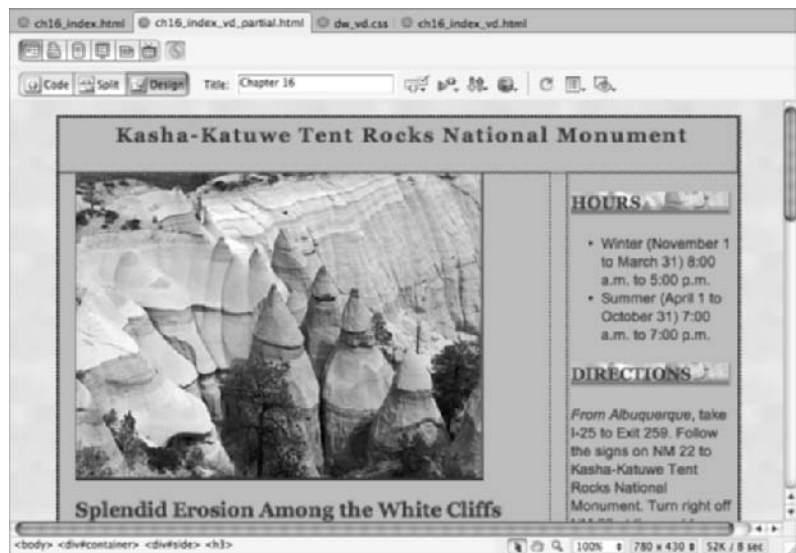 ch16_index.html ch16_index_vd_partial.html dw_vd.css ch16_index_vd.html
Code Split Design Title: Chapter 16
Kasha-Katuwe Tent Rocks National Monument
HOURS
• Winter (November 1
to March 31) 8:00
a.m. to 5:00 p.m.
• Summer (April 1 to
October 31) 7:00
a.m. to 7:00 p.m.
DIRECTIONS
From Albuquerque, take
I-25 to Exit 259. Follow
the signs on NM 22 to
Kasha-Katuwe Tent
Rocks National
Monument. Turn right off
Splendid Erosion Among the White Cliffs
<body> <div#container> <div#side> <h3> 100% 780 x 430 52K / 8 sec